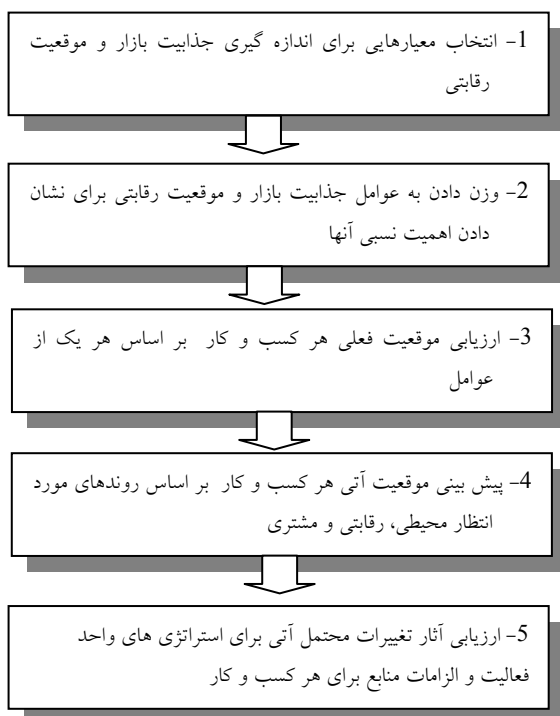 1- انتخاب معیارهایی برای اندازه گیری جذابیت بازار و موقعیت
رقابتی
2- وزن دادن به عوامل جذابیت بازار و موقعیت رقابتی برای نشان
دادن اهمیت نسبی آنها
3- ارزیابی موقعیت فعلی هر کسب و کار بر اساس هر یک از
عوامل
4- پیش بینی موقعیت آتی هر کسب و کار بر اساس روندهای مورد
انتظار محیطی، رقابتی و مشتری
5- ارزیابی آثار تغییرات محتمل آتی برای استراتژی های واحد
فعالیت و الزامات منابع برای هر کسب و کار